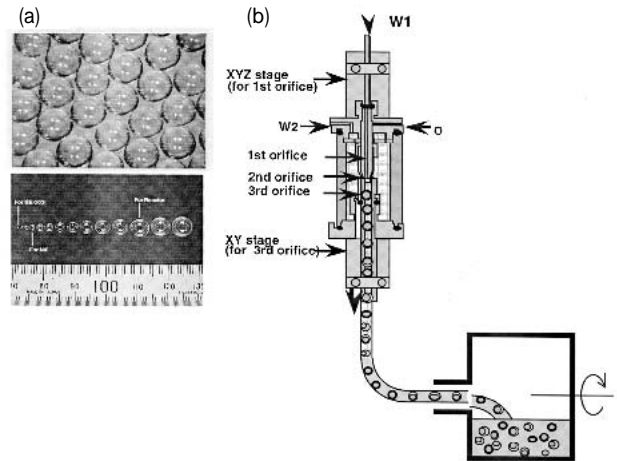 (a)
(b)
W1
XYZ stage
(for 1st orifice)
W2
O
1st orifice
2nd orifice
3rd orifice
XY stage
(for 3rd orifice)
100